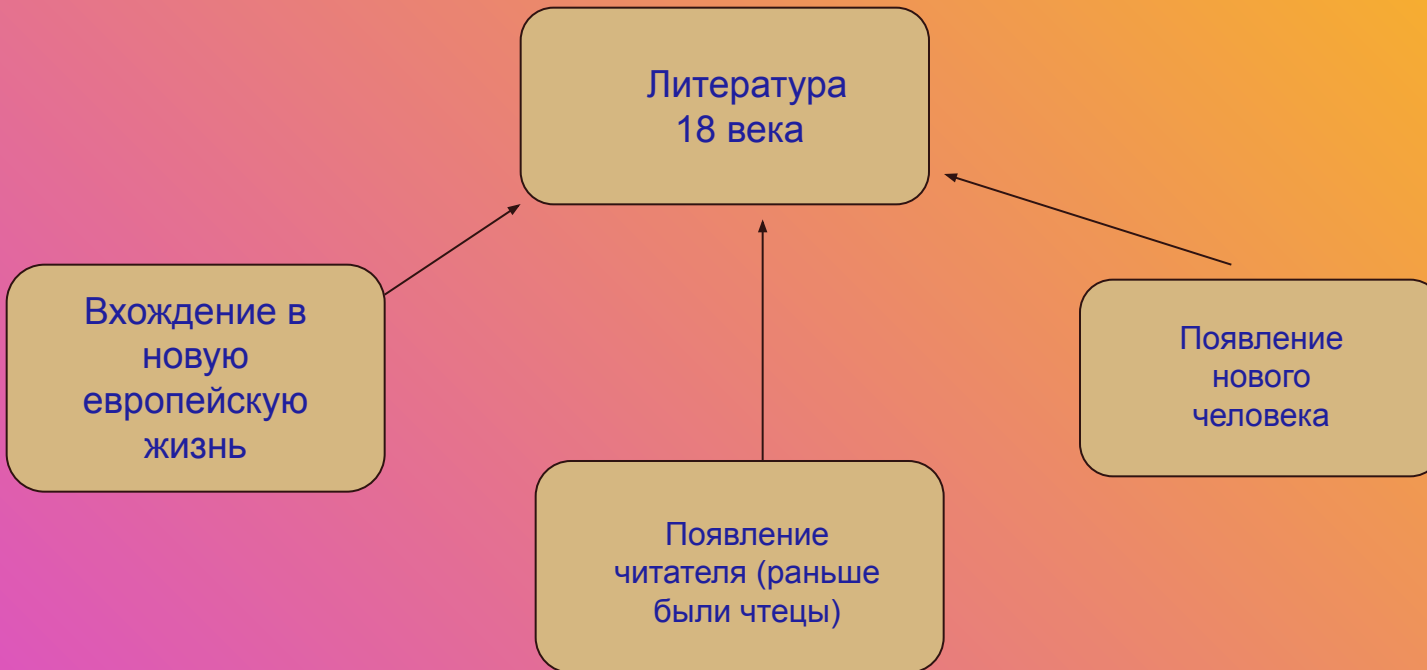 Литература
18 века
Вхождение в
новую
европейскую
жизнь
Появление
нового
человека
Появление
читателя (раньше
были чтецы)